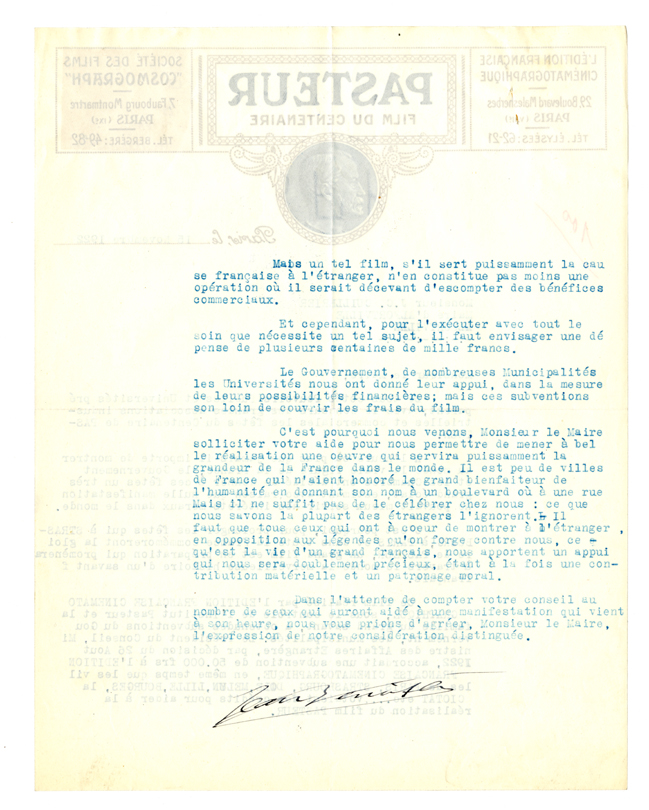 L'ÉDITION FRANÇAISE
CINÉMATOGRAPHIQUE
29 Boulevard Malesherbes
PARIS (VIIIe)
TÉL. ELYSÉES: 62-21
PASTEUR
FILM DU CENTENAIRE
SOCIÉTÉ DES FILMS
"COSMOGRAPH"
7 Faubourg Montmartre
PARIS (IXe)
TÉL. BERGÈRE: 49-82
Paris, le
Mais un tel film, s'il sert puissamment la cau
se française à l'étranger, n'en constitue pas moins une
opération où il serait décevant d'escompter des bénéfices
commerciaux.
Et cependant, pour l'exécuter avec tout le
soin que nécessite un tel sujet, il faut envisager une dé
pense de plusieurs centaines de mille francs.
Le Gouvernement, de nombreuses Municipalités
les Universités nous ont donné leur appui, dans la mesure
de leurs possibilités financières; mais ces subventions
son loin de couvrir les frais du film.
C'est pourquoi nous venons, Monsieur le Maire
solliciter votre aide pour nous permettre de mener à bel
le réalisation une oeuvre qui servira puissamment la
grandeur de la France dans le monde. Il est peu de villes
de France qui n'aient honoré le grand bienfaiteur de
l'humanité en donnant son nom à un boulevard où à une rue
Mais il ne suffit pas de le célébrer chez nous : ce que
nous savons la plupart des étrangers l'ignorent. Il
faut que tous ceux qui ont à coeur de montrer à l'étranger ,
en opposition aux légendes qu'on forge contre nous, ce -
qu'est la vie d'un grand français, nous apportent un appui
qui nous sera doublement précieux, étant à la fois une con-
tribution matérielle et un patronage moral.
Dans l'attente de compter votre conseil au
nombre de ceux qui auront aidé à une manifestation qui vient
à son heure, nous vous prions d'agréer, Monsieur le Maire,
l'expression de notre considération distinguée.